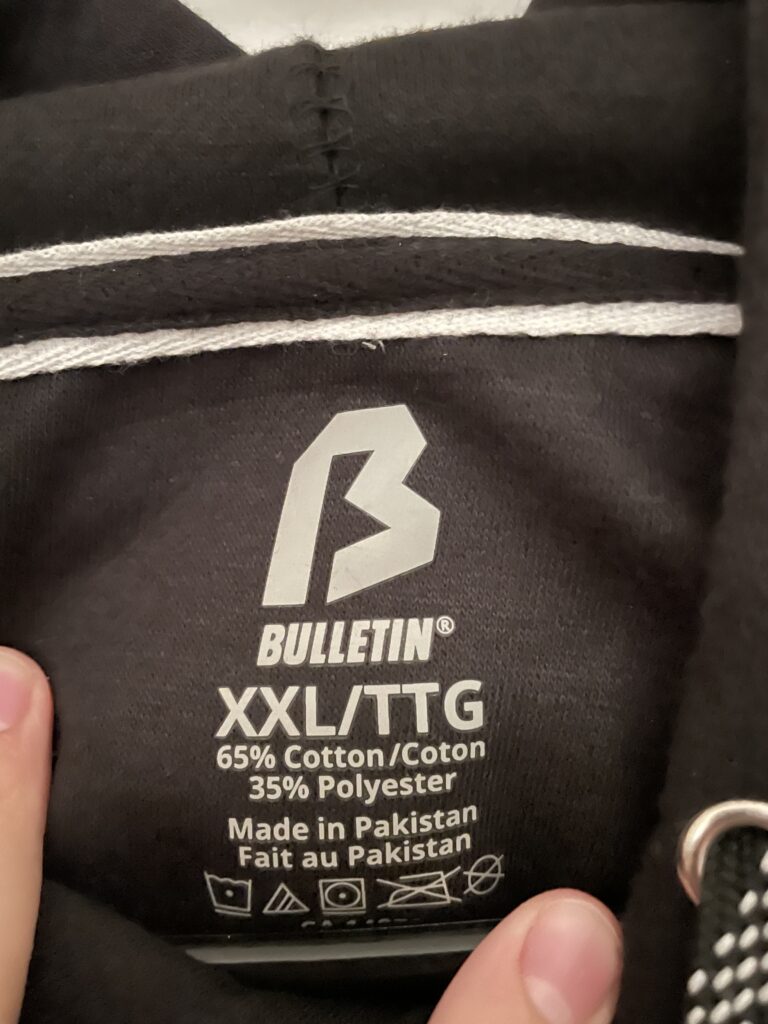 BULLETIN®
XXL/TTG
65% Cotton/Coton
35% Polyester
Made in Pakistan
Fait au Pakistan